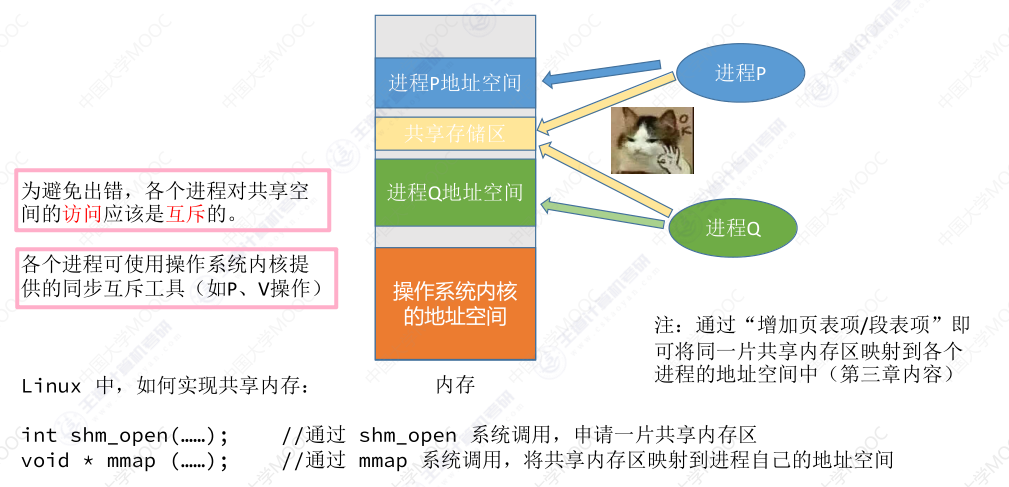 进程P地址空间
进程P
共享存储区
OK
进程Q地址空间
进程Q
为避免出错，各个进程对共享空
间的访问应该是互斥的。
各个进程可使用操作系统内核提
供的同步互斥工具（如P、V操作）
操作系统内核
的地址空间
注：通过“增加页表项/段表项”即
可将同一片共享内存区映射到各个
进程的地址空间中（第三章内容）
Linux 中，如何实现共享内存：
内存
int shm_open(……); //通过 shm_open 系统调用，申请一片共享内存区
void * mmap (……); //通过 mmap 系统调用，将共享内存区映射到进程自己的地址空间
中国大学MOOC
王道计算机考研